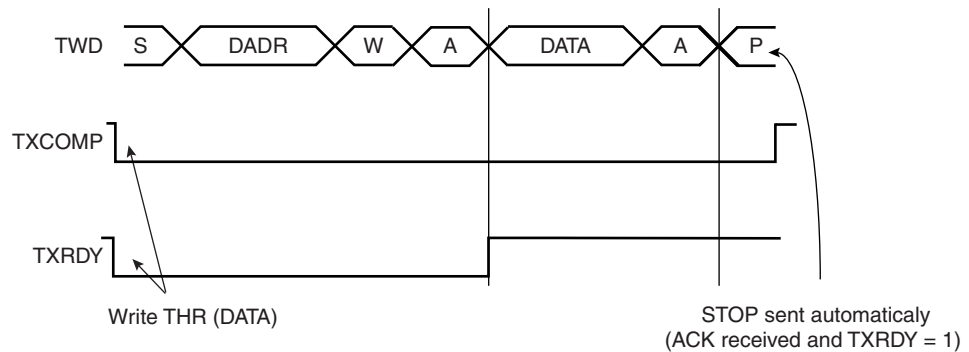 TWD S DADR W A DATA A P
TXCOMP
TXRDY
Write THR (DATA)
STOP sent automaticaly
(ACK received and TXRDY = 1)